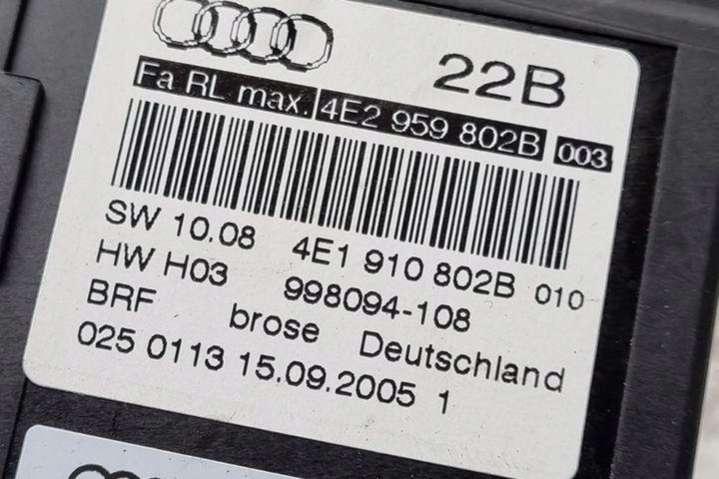 22B
Fa RL max. 4E2 959 802B 003
SW 10.08 4E1 910 802B 010
HW H03 998094-108
BRF brose Deutschland
025 0113 15.09.2005 1